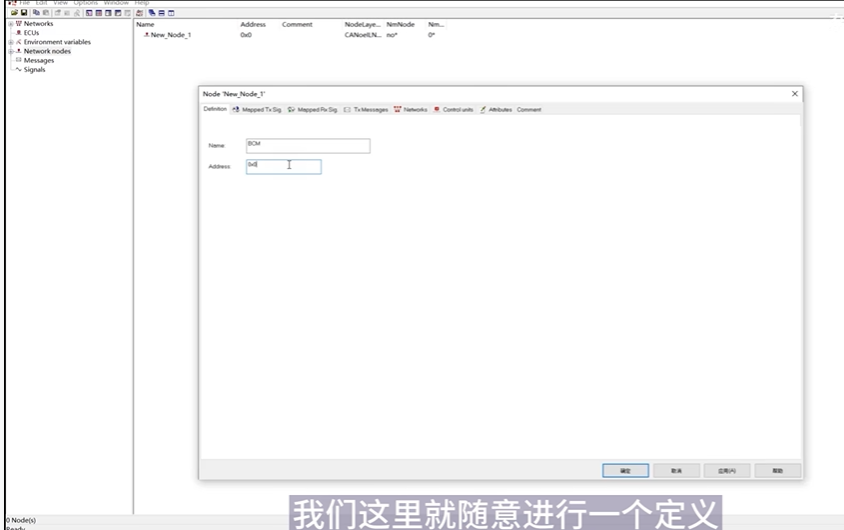 File Edit View Options Window Help
Networks
ECUs
Environment variables
Network nodes
Messages
Signals
Name Address Comment NodeLaye... NmNode Nm...
New_Node_1 0x0 CANoeILN... no* 0*
Node 'New_Node_1'
Definition Mapped Tx Sig. Mapped Rx Sig. Tx Messages Networks Control units Attributes Comment
Name: BCM
Address: 0x0
确定 取消 应用(A) 帮助
我们这里就随意进行一个定义
0 Node(s)
Ready